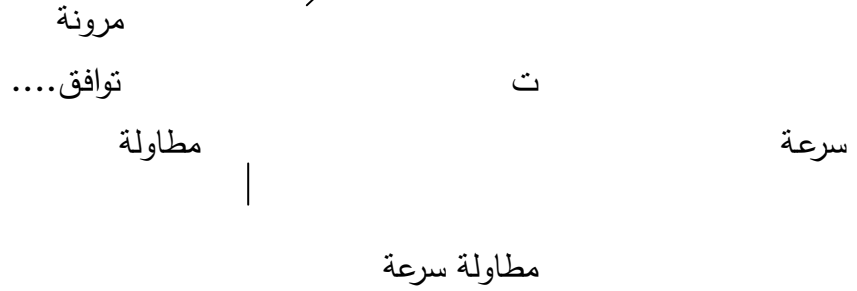 مرونة
ت توافق....
سرعة مطاولة
مطاولة سرعة